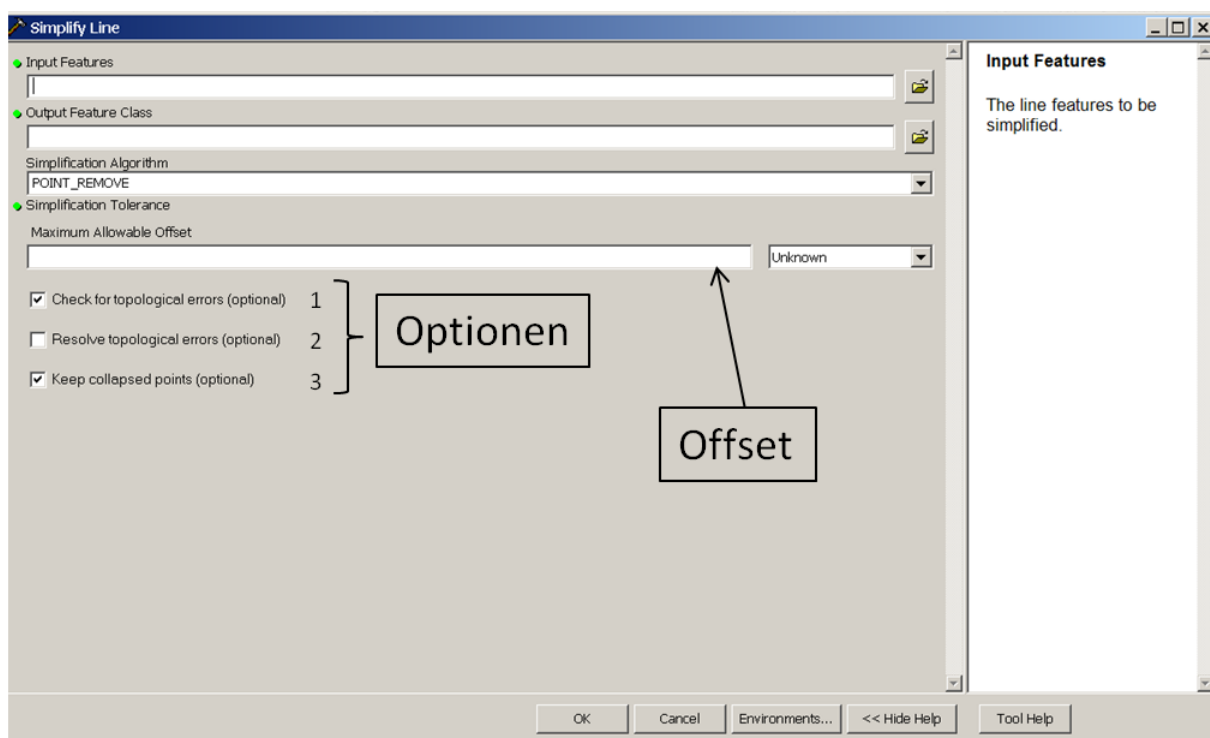 Simplify Line
Input Features
Output Feature Class
Simplification Algorithm
POINT_REMOVE
Simplification Tolerance
Maximum Allowable Offset
Unknown
Check for topological errors (optional) 1
Resolve topological errors (optional) 2
Keep collapsed points (optional) 3
Optionen
Offset
Input Features
The line features to be
simplified.
OK Cancel Environments... << Hide Help Tool Help